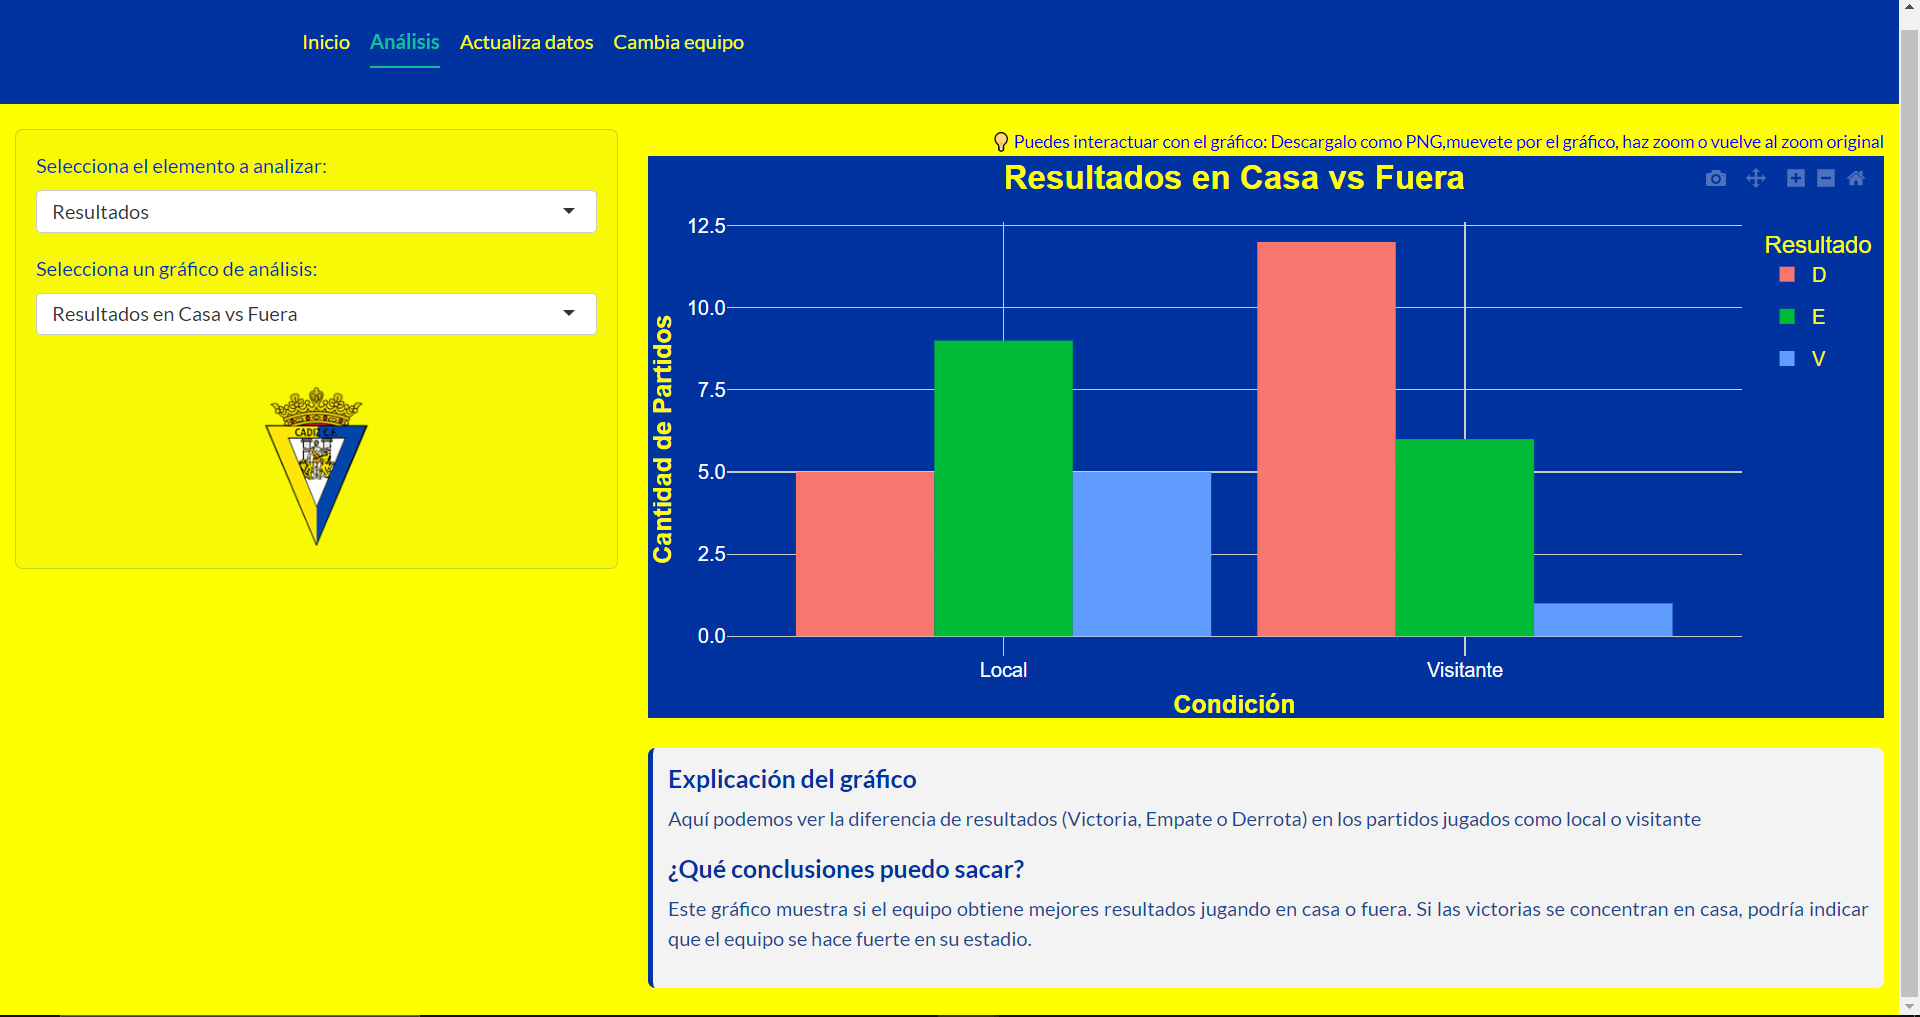 Inicio Análisis Actualiza datos Cambia equipo
Selecciona el elemento a analizar:
Resultados
Selecciona un gráfico de análisis:
Resultados en Casa vs Fuera
CADIZ C.F.
Puedes interactuar con el gráfico: Descargalo como PNG,muevete por el gráfico, haz zoom o vuelve al zoom original
Resultados en Casa vs Fuera
Cantidad de Partidos
12.5
10.0
7.5
5.0
2.5
0.0
Local Visitante
Condición
Resultado
D
E
V
Explicación del gráfico
Aquí podemos ver la diferencia de resultados (Victoria, Empate o Derrota) en los partidos jugados como local o visitante
¿Qué conclusiones puedo sacar?
Este gráfico muestra si el equipo obtiene mejores resultados jugando en casa o fuera. Si las victorias se concentran en casa, podría indicar
que el equipo se hace fuerte en su estadio.